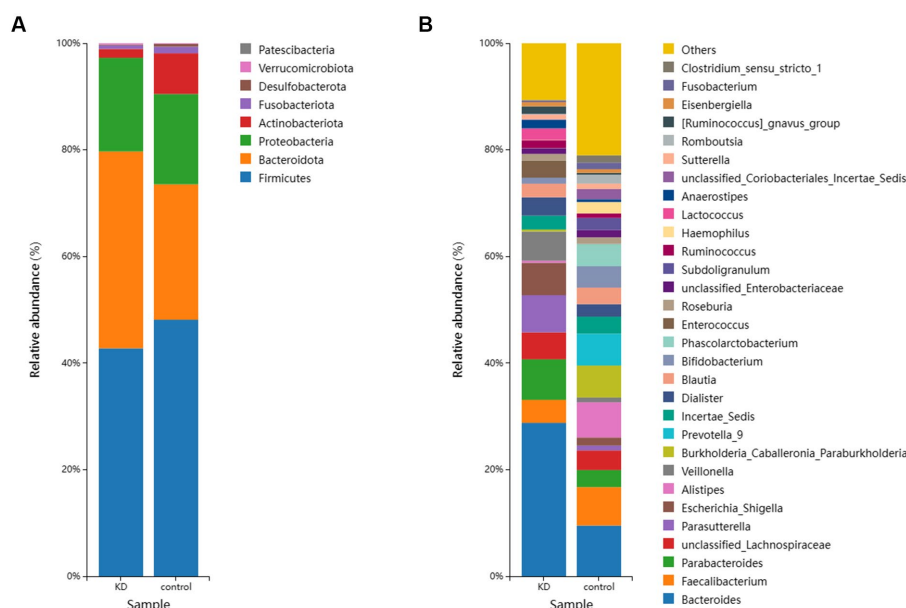 A
100%
80%
60%
40%
20%
0%
Relative abundance (%)
KD
control
Sample
Patescibacteria
Verrucomicrobiota
Desulfobacterota
Fusobacteriota
Actinobacteriota
Proteobacteria
Bacteroidota
Firmicutes
B
100%
80%
60%
40%
20%
0%
Relative abundance (%)
KD
control
Sample
Others
Clostridium_sensu_stricto_1
Fusobacterium
Eisenbergiella
[Ruminococcus]_gnavus_group
Romboutsia
Sutterella
unclassified_Coriobacteriales_Incertae_Sedis
Anaerostipes
Lactococcus
Haemophilus
Ruminococcus
Subdoligranulum
unclassified_Enterobacteriaceae
Roseburia
Enterococcus
Phascolarctobacterium
Bifidobacterium
Blautia
Dialister
Incertae_Sedis
Prevotella_9
Burkholderia_Caballeronia_Paraburkholderia
Veillonella
Alistipes
Escherichia_Shigella
Parasutterella
unclassified_Lachnospiraceae
Parabacteroides
Faecalibacterium
Bacteroides